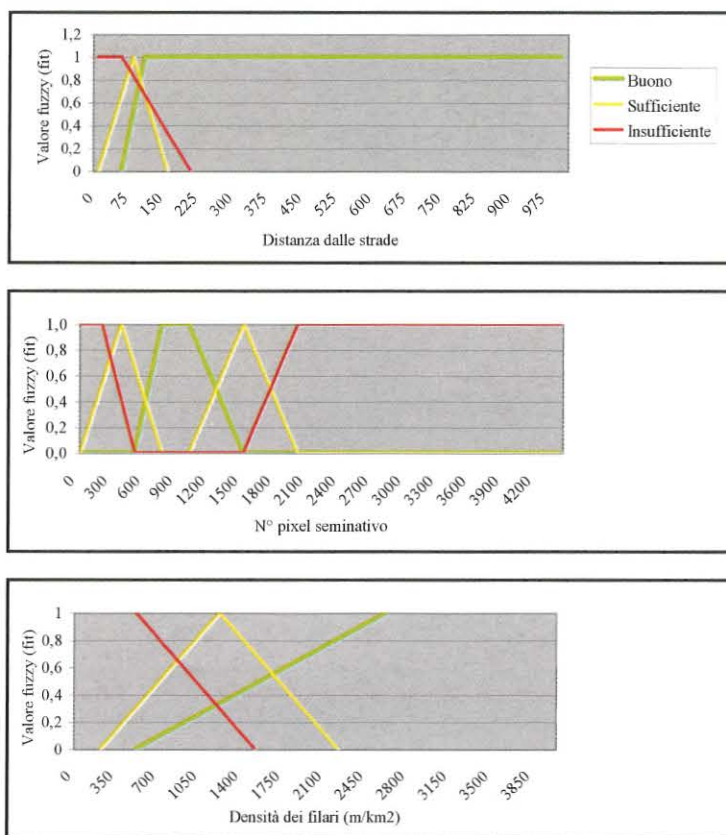 1,2
1
0,8
0,6
0,4
0,2
0
Valore fuzzy (fit)
0 75 150 225 300 375 450 525 600 675 750 825 900 975
Distanza dalle strade
Buono
Sufficiente
Insufficiente
1,0
0,8
0,6
0,4
0,2
0,0
Valore fuzzy (fit)
0 300 600 900 1200 1500 1800 2100 2400 2700 3000 3300 3600 3900 4200
N° pixel seminativo
1
0,8
0,6
0,4
0,2
0
Valore fuzzy (fit)
0 350 700 1050 1400 1750 2100 2450 2800 3150 3500 3850
Densità dei filari (m/km2)